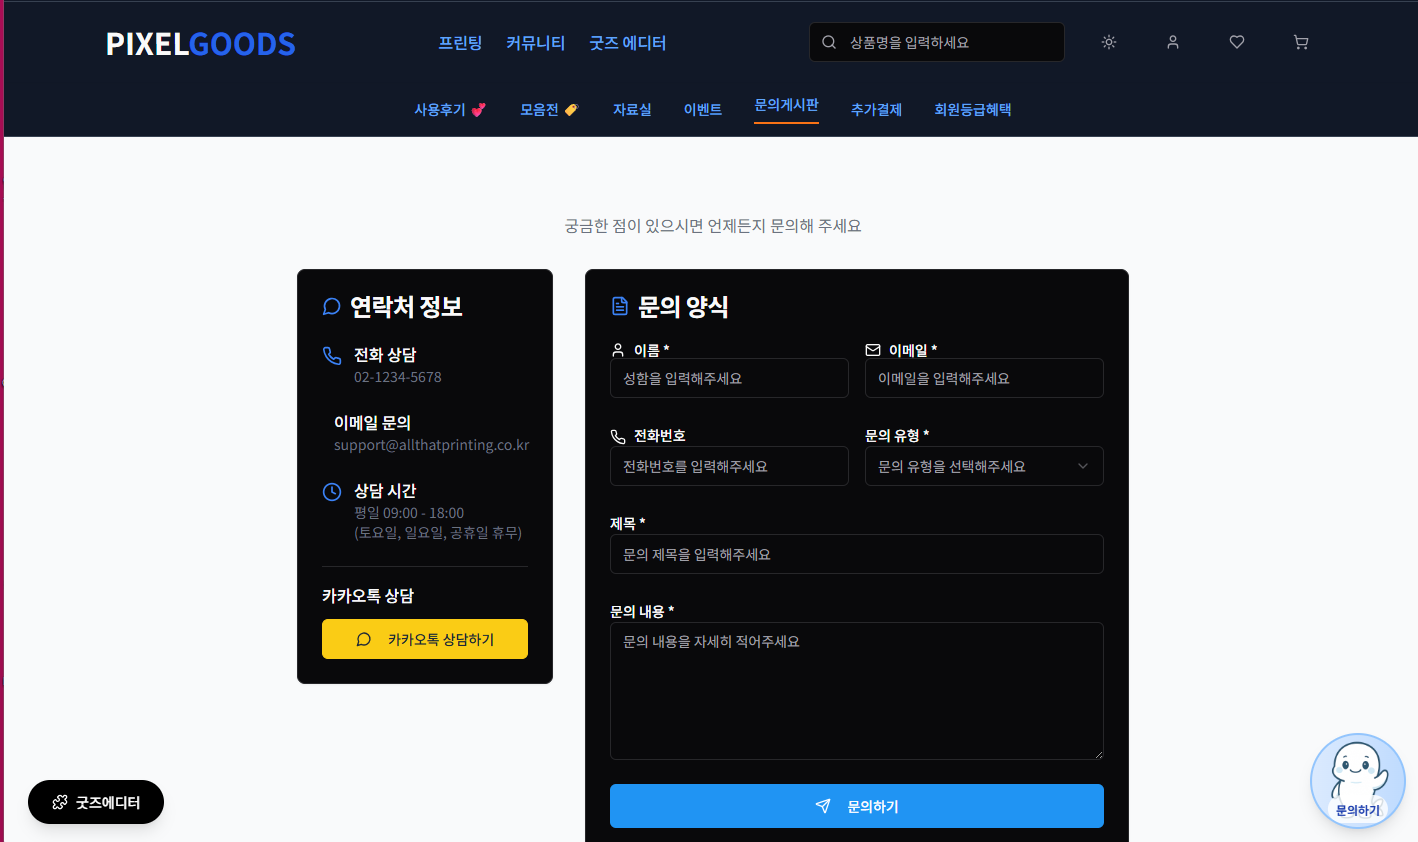 PIXELGOODS
프린팅 커뮤니티 굿즈 에디터
상품명을 입력하세요
사용후기 💕 모음전 🏷️ 자료실 이벤트 문의게시판 추가결제 회원등급혜택
궁금한 점이 있으시면 언제든지 문의해 주세요
연락처 정보
전화 상담
02-1234-5678
이메일 문의
support@allthatprinting.co.kr
상담 시간
평일 09:00 - 18:00
(토요일, 일요일, 공휴일 휴무)
카카오톡 상담
카카오톡 상담하기
문의 양식
이름 *
성함을 입력해주세요
이메일 *
이메일을 입력해주세요
전화번호
전화번호를 입력해주세요
문의 유형 *
문의 유형을 선택해주세요
제목 *
문의 제목을 입력해주세요
문의 내용 *
문의 내용을 자세히 적어주세요
문의하기
굿즈에디터
문의하기